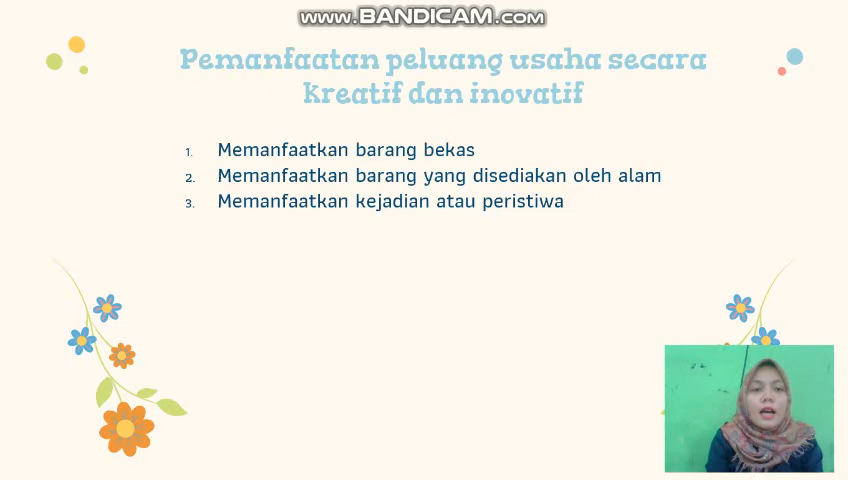 www.BANDICAM.com
Pemanfaatan peluang usaha secara
kreatif dan inovatif
1. Memanfaatkan barang bekas
2. Memanfaatkan barang yang disediakan oleh alam
3. Memanfaatkan kejadian atau peristiwa